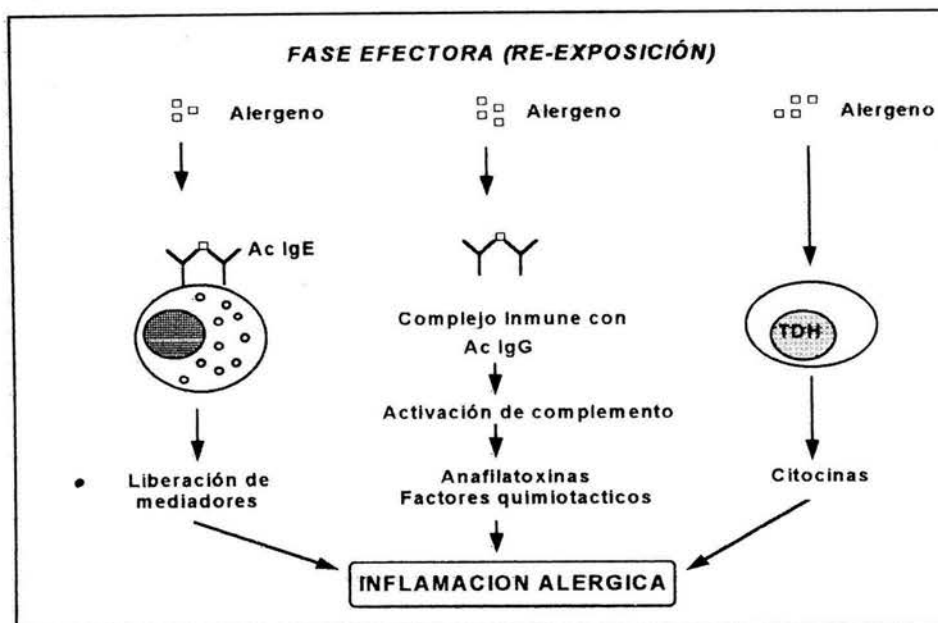 FASE EFECTORA (RE-EXPOSICIÓN)
Alergeno
Alergeno
Alergeno
Ac IgE
Complejo Inmune con
Ac IgG
TDH
Activación de complemento
Liberación de
mediadores
Anafilatoxinas
Factores quimiotacticos
Citocinas
INFLAMACION ALERGICA